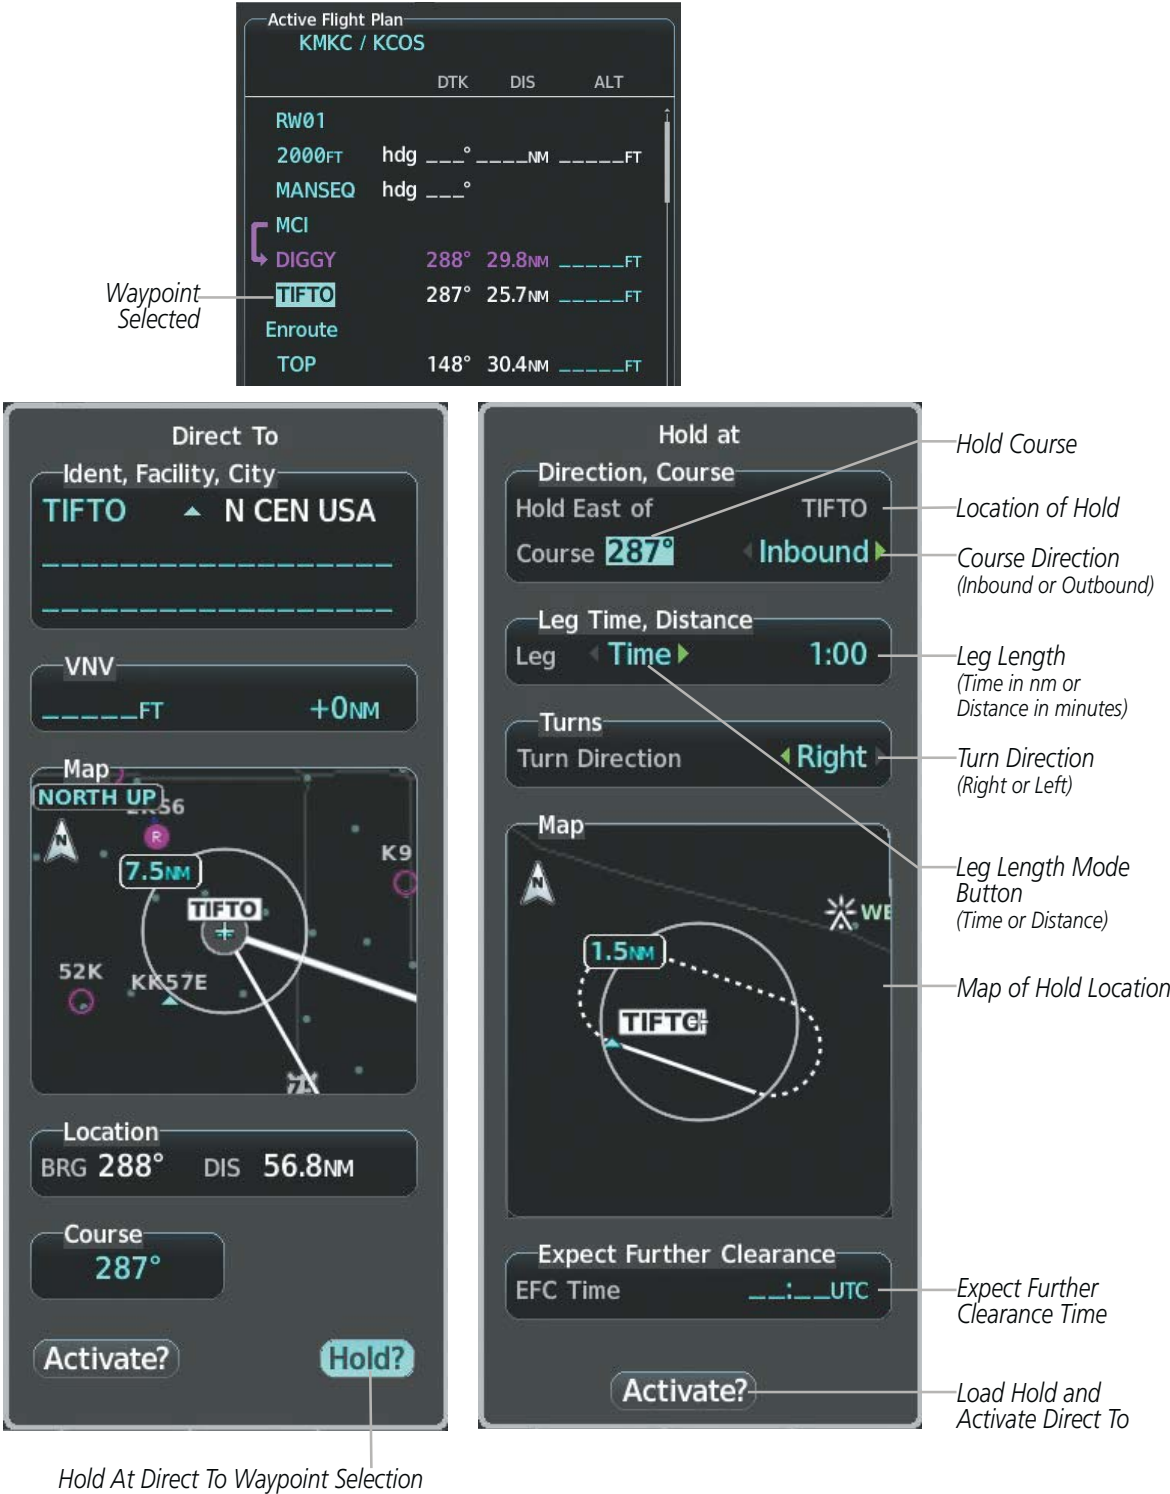 Active Flight Plan
KMKC / KCOS
DTK DIS ALT
RW01
2000FT hdg ___° ____NM _____FT
MANSEQ hdg ___°
MCI
DIGGY 288° 29.8NM _____FT
TIFTO 287° 25.7NM _____FT
Enroute
TOP 148° 30.4NM _____FT
Waypoint
Selected
Direct To
Ident, Facility, City
TIFTO N CEN USA
__________________
__________________
VNV
_____FT +0NM
Map
NORTH UP
N
R
7.5NM
K9
TIFTO
52K
KK57E
Location
BRG 288° DIS 56.8NM
Course
287°
Activate? Hold?
Hold At Direct To Waypoint Selection
Hold at
Direction, Course
Hold East of TIFTO
Course 287° Inbound
Leg Time, Distance
Leg Time 1:00
Turns
Turn Direction Right
Map
N
WE
1.5NM
TIFTO
Expect Further Clearance
EFC Time __:__UTC
Activate?
Hold Course
Location of Hold
Course Direction
(Inbound or Outbound)
Leg Length
(Time in nm or
Distance in minutes)
Turn Direction
(Right or Left)
Leg Length Mode
Button
(Time or Distance)
Map of Hold Location
Expect Further
Clearance Time
Load Hold and
Activate Direct To